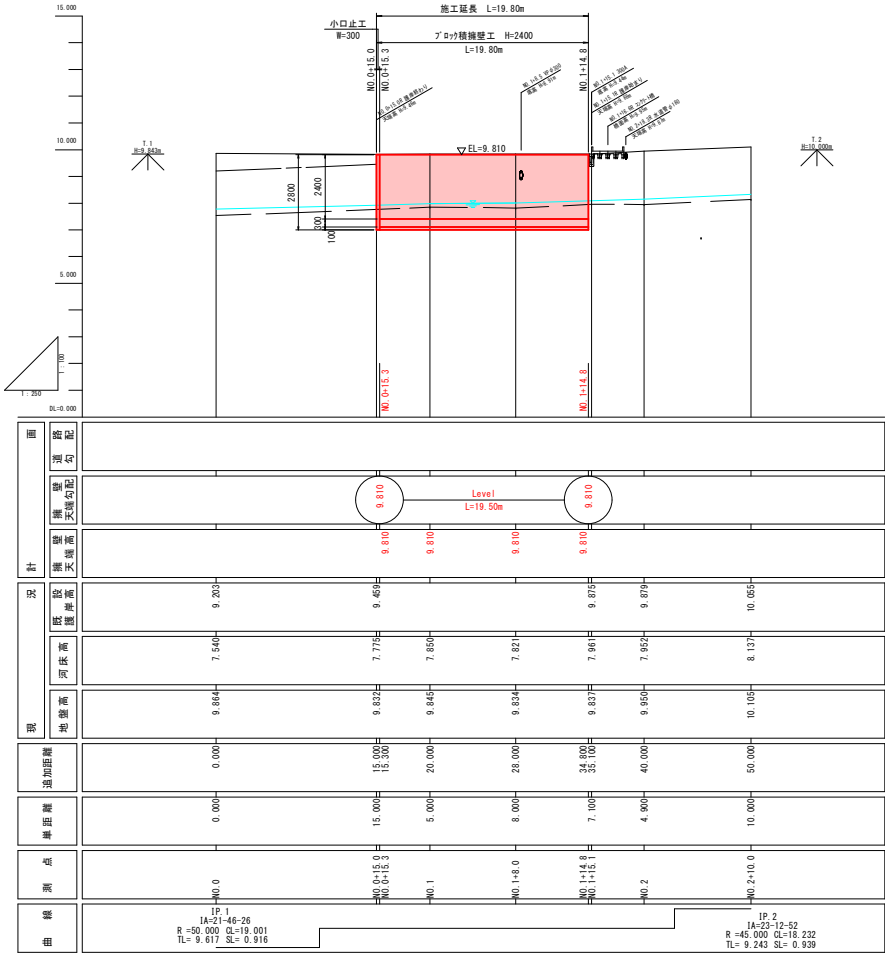 15.000
10.000
5.000
DL=0.000
1:100
1:250
T.1
H=9.843m
T.2
H=10.000m
施工延長 L=19.80m
小口止工
W=300
ブロック積擁壁工 H=2400
L=19.80m
NO.0+15.0
NO.0+15.3
NO.1+14.8
EL=9.810
2800
2400
300
100
NO.0+15.3
NO.1+14.8
計 画
道路勾配
擁壁天端勾配
9.810
Level
L=19.50m
9.810
擁壁天端高
9.810
9.810
9.810
9.810
現 況
既設護岸高
9.203
9.469
9.875
9.879
10.055
河床高
7.540
7.775
7.850
7.821
7.961
7.952
8.137
地盤高
9.864
9.832
9.845
9.834
9.837
9.950
10.105
追加距離
0.000
15.000
15.300
20.000
28.000
34.800
35.100
40.000
50.000
単距離
0.000
15.000
5.000
8.000
7.100
4.900
10.000
測点
NO.0
NO.0+15.0
NO.0+15.3
NO.1
NO.1+8.0
NO.1+14.8
NO.1+15.1
NO.2
NO.2+10.0
曲線
IP.1
IA=21-46-26
R =50.000 CL=19.001
TL= 9.617 SL= 0.916
IP.2
IA=23-12-52
R =45.000 CL=18.232
TL= 9.243 SL= 0.939